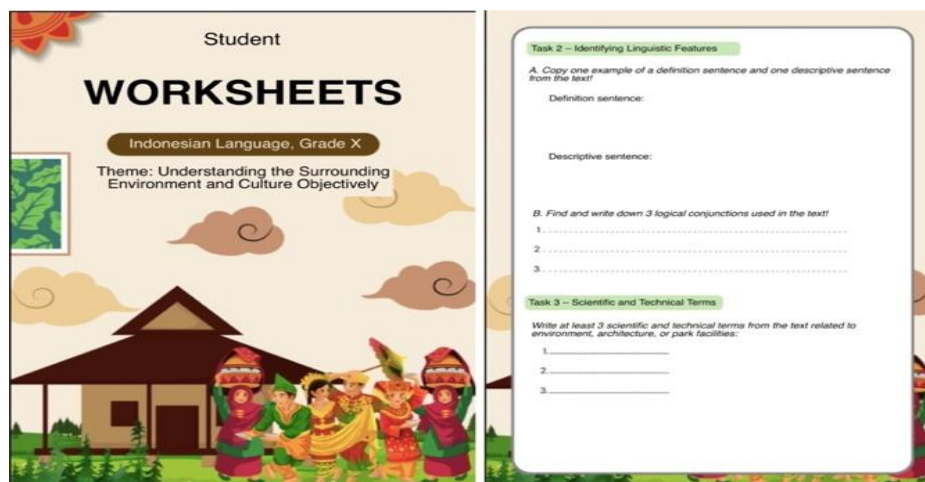 Student
WORKSHEETS
Indonesian Language, Grade X
Theme: Understanding the Surrounding
Environment and Culture Objectively
Task 2 – Identifying Linguistic Features
A. Copy one example of a definition sentence and one descriptive sentence
from the text!
Definition sentence:
Descriptive sentence:
B. Find and write down 3 logical conjunctions used in the text!
1
2
3
Task 3 – Scientific and Technical Terms
Write at least 3 scientific and technical terms from the text related to
environment, architecture, or park facilities:
1.
2.
3.